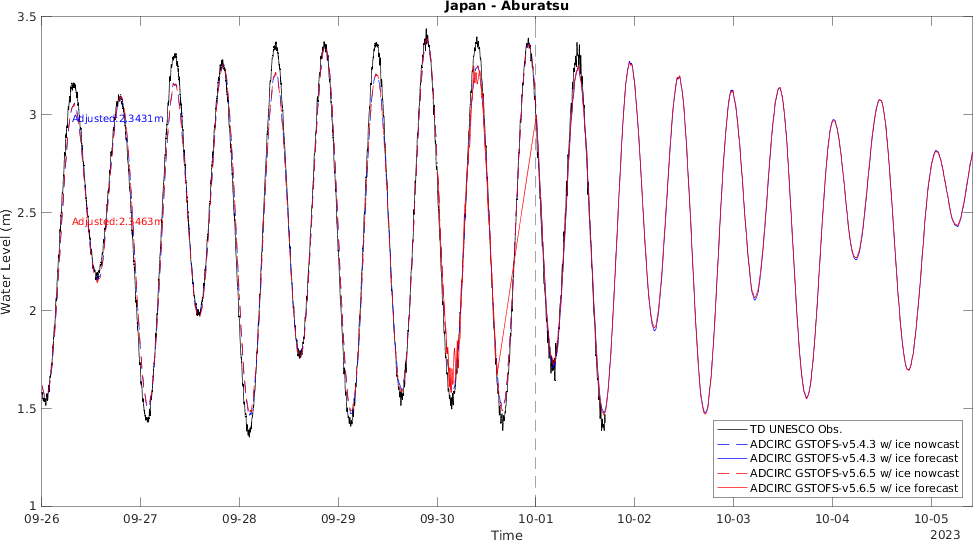 Japan - Aburatsu
3.5
3
2.5
2
1.5
1
Water Level (m)
Adjusted:2.3431m
Adjusted:2.3463m
TD UNESCO Obs.
ADCIRC GSTOFS-v5.4.3 w/ ice nowcast
ADCIRC GSTOFS-v5.4.3 w/ ice forecast
ADCIRC GSTOFS-v5.6.5 w/ ice nowcast
ADCIRC GSTOFS-v5.6.5 w/ ice forecast
09-26 09-27 09-28 09-29 09-30 10-01 10-02 10-03 10-04 10-05
Time
2023